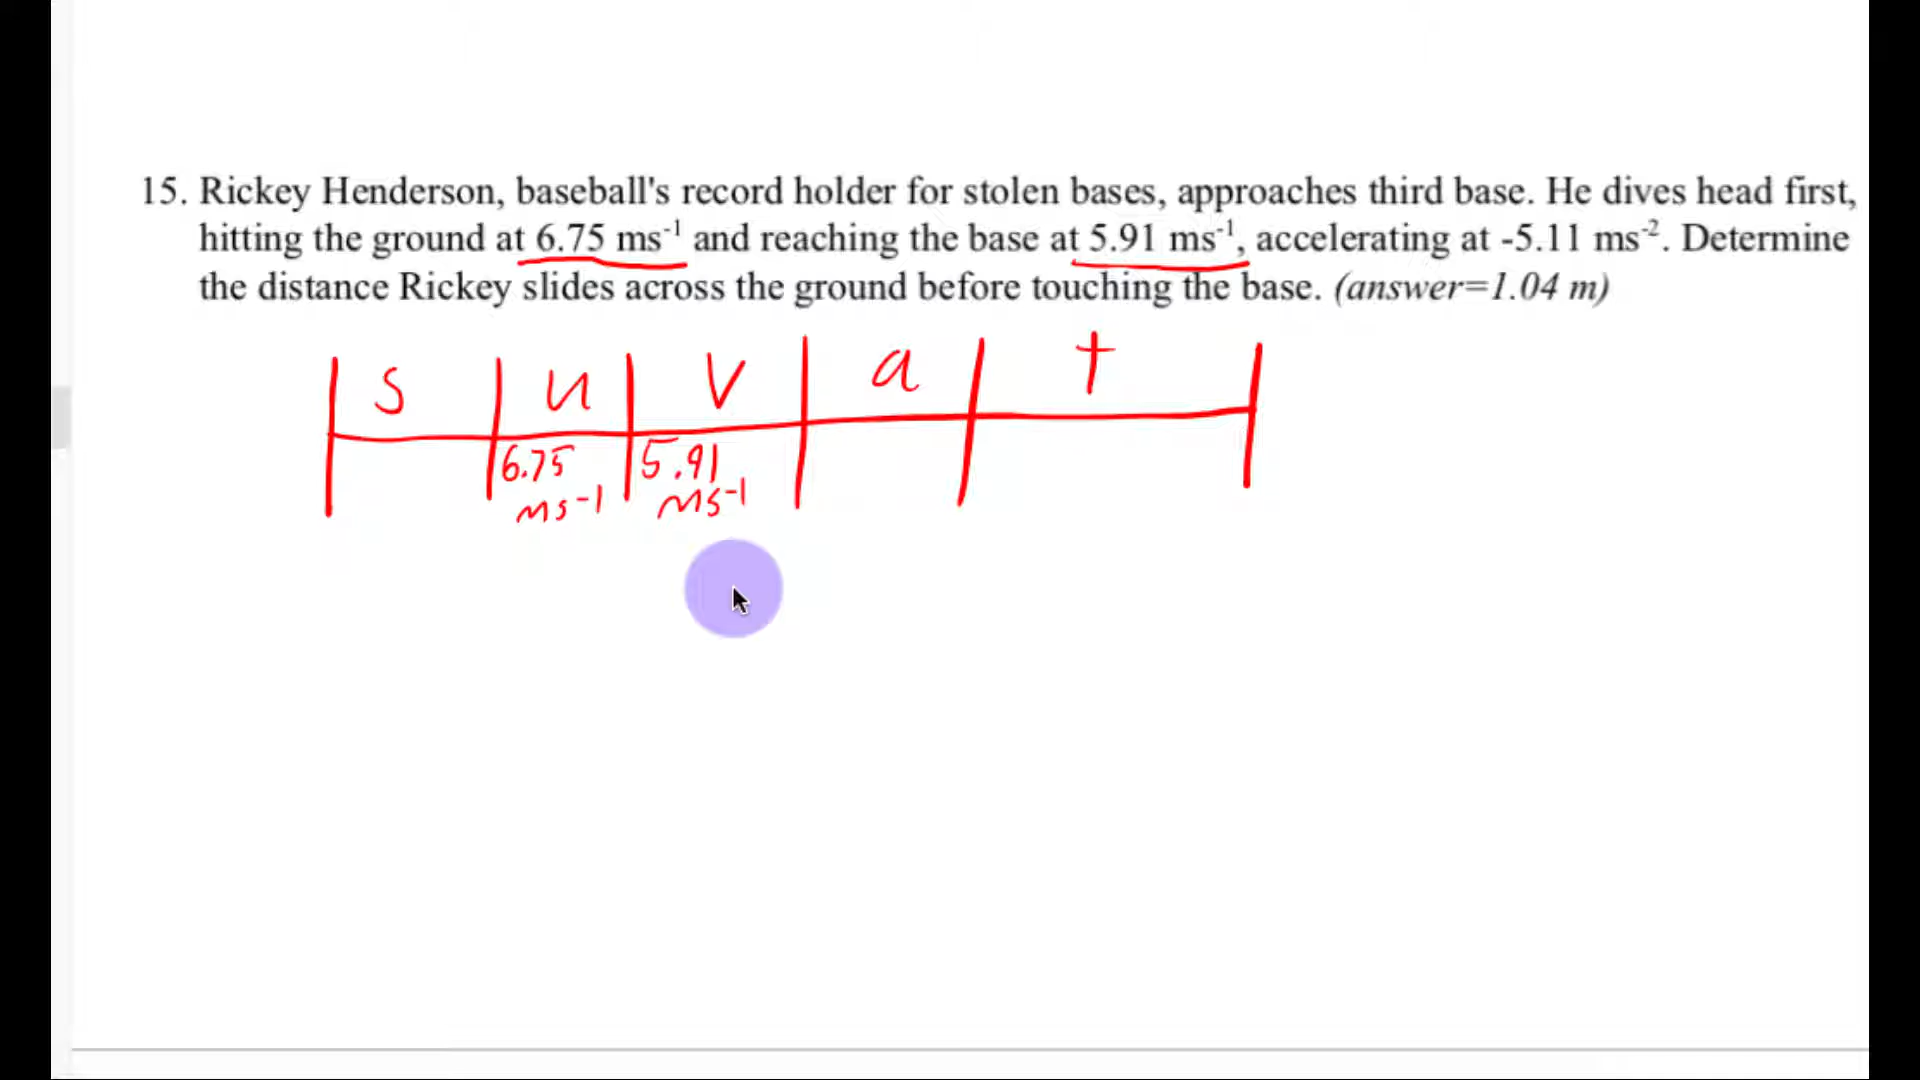 15. Rickey Henderson, baseball's record holder for stolen bases, approaches third base. He dives head first,
hitting the ground at 6.75 ms⁻¹ and reaching the base at 5.91 ms⁻¹, accelerating at -5.11 ms⁻². Determine
the distance Rickey slides across the ground before touching the base. (answer=1.04 m)
s u v a t
6.75 5.91
ms⁻¹ ms⁻¹